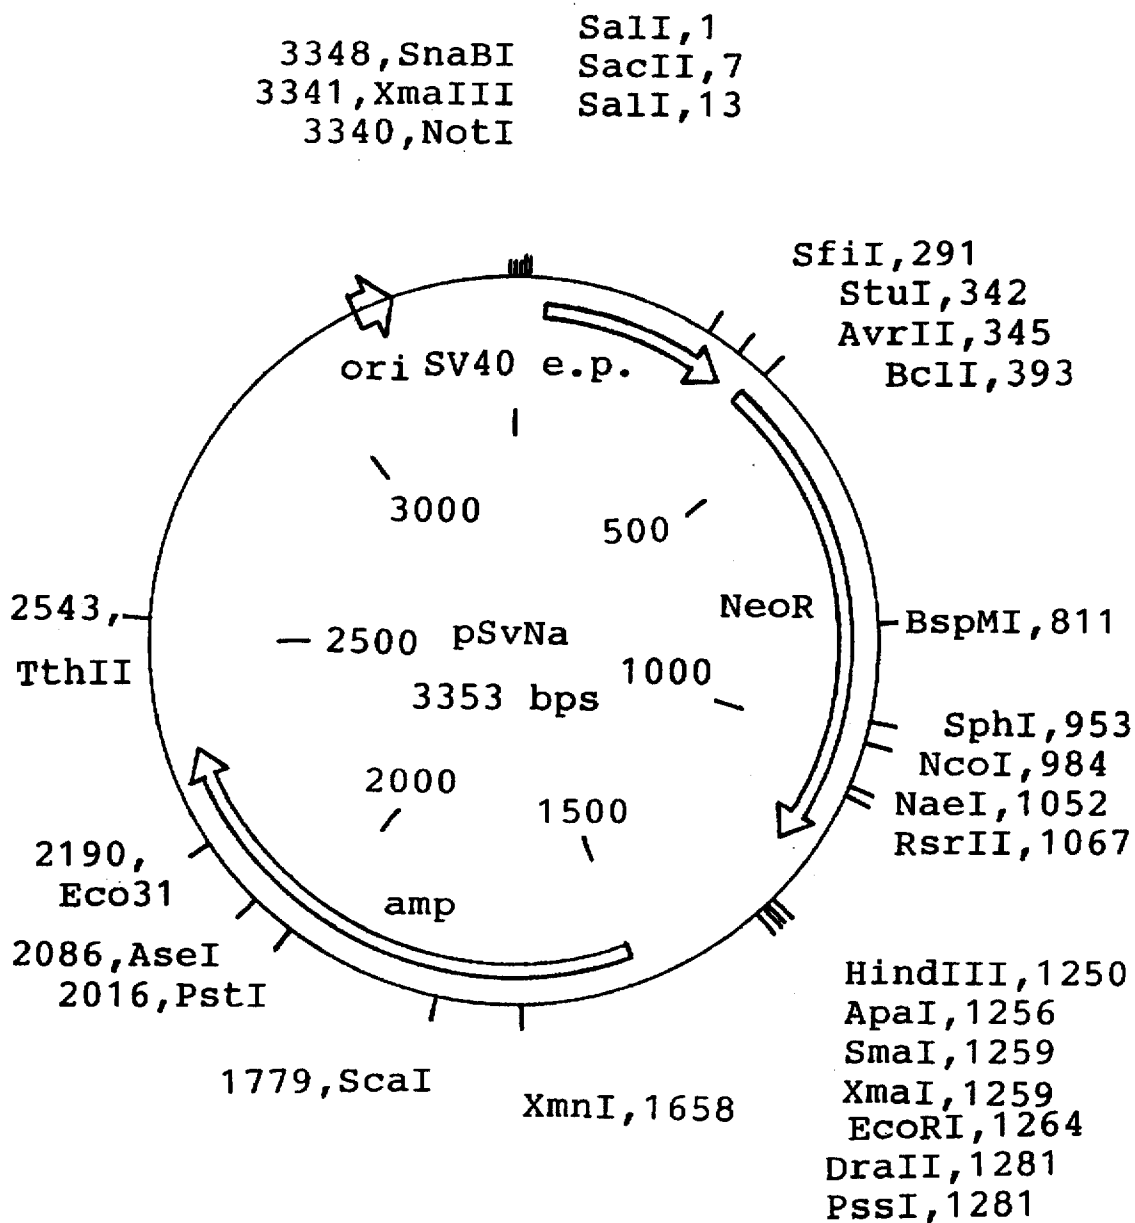 3348,SnaBI
3341,XmaIII
3340,NotI
SalI,1
SacII,7
SalI,13
SfiI,291
StuI,342
AvrII,345
BclI,393
ori SV40 e.p.
3000
500
2543,
TthII
2500
pSvNa
3353 bps
NeoR
1000
BspMI,811
SphI,953
NcoI,984
NaeI,1052
RsrII,1067
2000
1500
2190,
Eco31
amp
2086,AseI
2016,PstI
1779,ScaI
XmnI,1658
HindIII,1250
ApaI,1256
SmaI,1259
XmaI,1259
EcoRI,1264
DraII,1281
PssI,1281